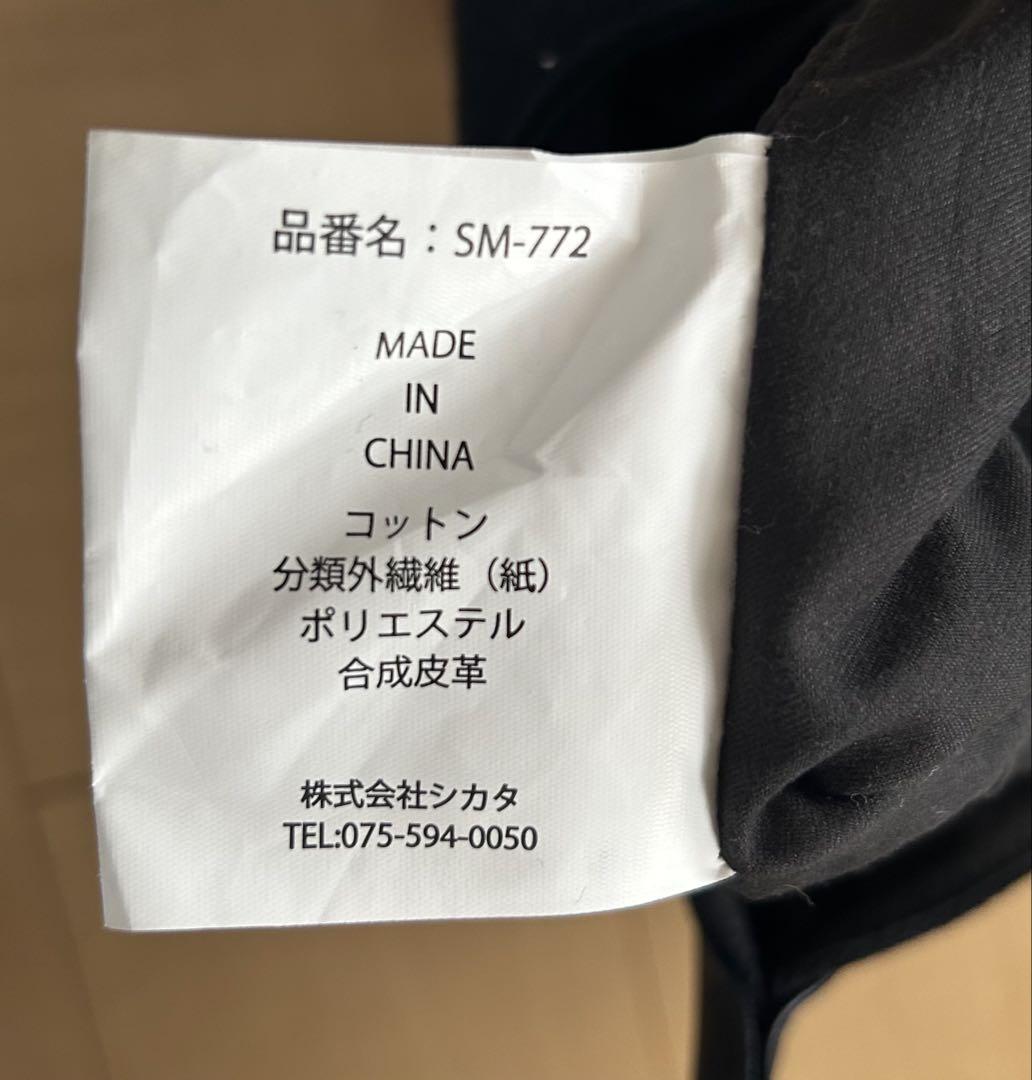 品番名：SM-772
MADE
IN
CHINA
コットン
分類外繊維（紙）
ポリエステル
合成皮革
株式会社シカタ
TEL:075-594-0050